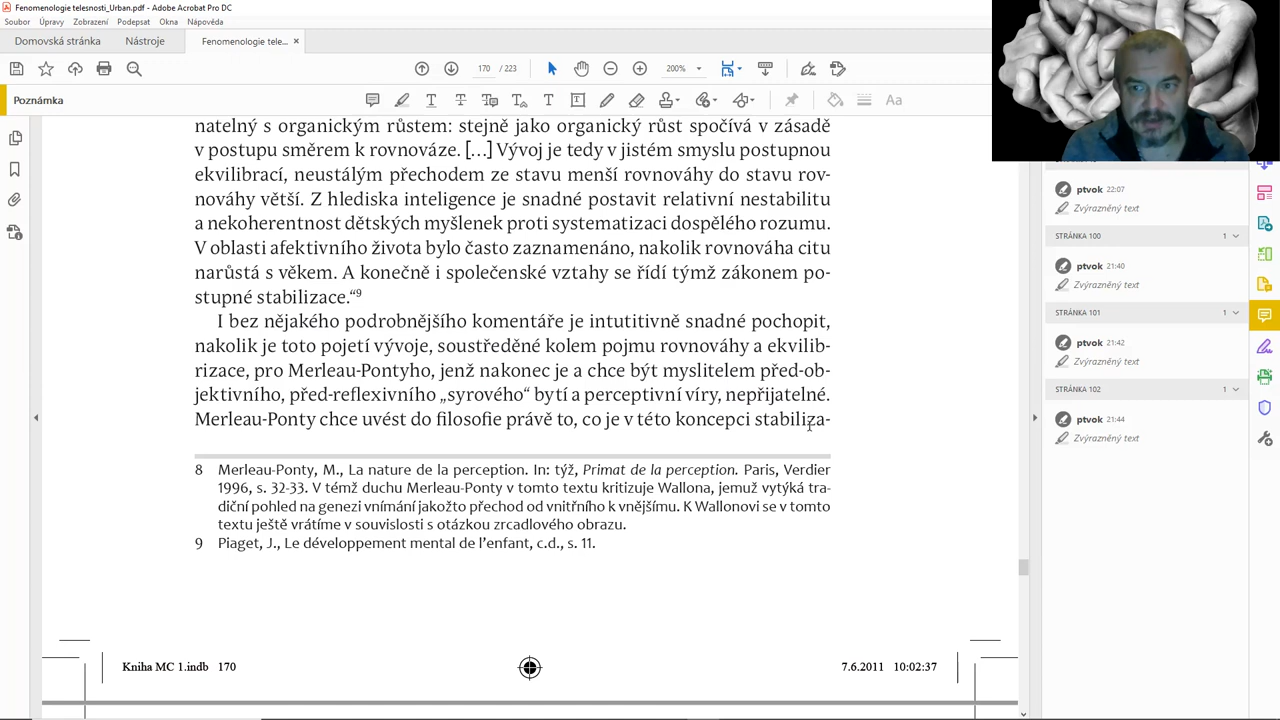 Fenomenologie telesnosti_Urban.pdf - Adobe Acrobat Pro DC
Soubor Úpravy Zobrazení Podepsat Okna Nápověda
Domovská stránka Nástroje Fenomenologie tele... ×
170 / 223 200%
Poznámka
natelný s organickým růstem: stejně jako organický růst spočívá v zásadě
v postupu směrem k rovnováze. […] Vývoj je tedy v jistém smyslu postupnou
ekvilibrací, neustálým přechodem ze stavu menší rovnováhy do stavu rov-
nováhy větší. Z hlediska inteligence je snadné postavit relativní nestabilitu
a nekoherentnost dětských myšlenek proti systematizaci dospělého rozumu.
V oblasti afektivního života bylo často zaznamenáno, nakolik rovnováha citu
narůstá s věkem. A konečně i společenské vztahy se řídí týmž zákonem po-
stupné stabilizace.“9
I bez nějakého podrobnějšího komentáře je intutitivně snadné pochopit,
nakolik je toto pojetí vývoje, soustředěné kolem pojmu rovnováhy a ekvilib-
rizace, pro Merleau-Pontyho, jenž nakonec je a chce být myslitelem před-ob-
jektivního, před-reflexivního „syrového“ bytí a perceptivní víry, nepřijatelné.
Merleau-Ponty chce uvést do filosofie právě to, co je v této koncepci stabiliza-
8 Merleau-Ponty, M., La nature de la perception. In: týž, Primat de la perception. Paris, Verdier
1996, s. 32-33. V témž duchu Merleau-Ponty v tomto textu kritizuje Wallona, jemuž vytýká tra-
diční pohled na genezi vnímání jakožto přechod od vnitřního k vnějšímu. K Wallonovi se v tomto
textu ještě vrátíme v souvislosti s otázkou zrcadlového obrazu.
9 Piaget, J., Le développement mental de l’enfant, c.d., s. 11.
Kniha MC 1.indb 170 7.6.2011 10:02:37
ptvok 22:07
Zvýrazněný text
STRÁNKA 100 1
ptvok 21:40
Zvýrazněný text
STRÁNKA 101 1
ptvok 21:42
Zvýrazněný text
STRÁNKA 102 1
ptvok 21:44
Zvýrazněný text